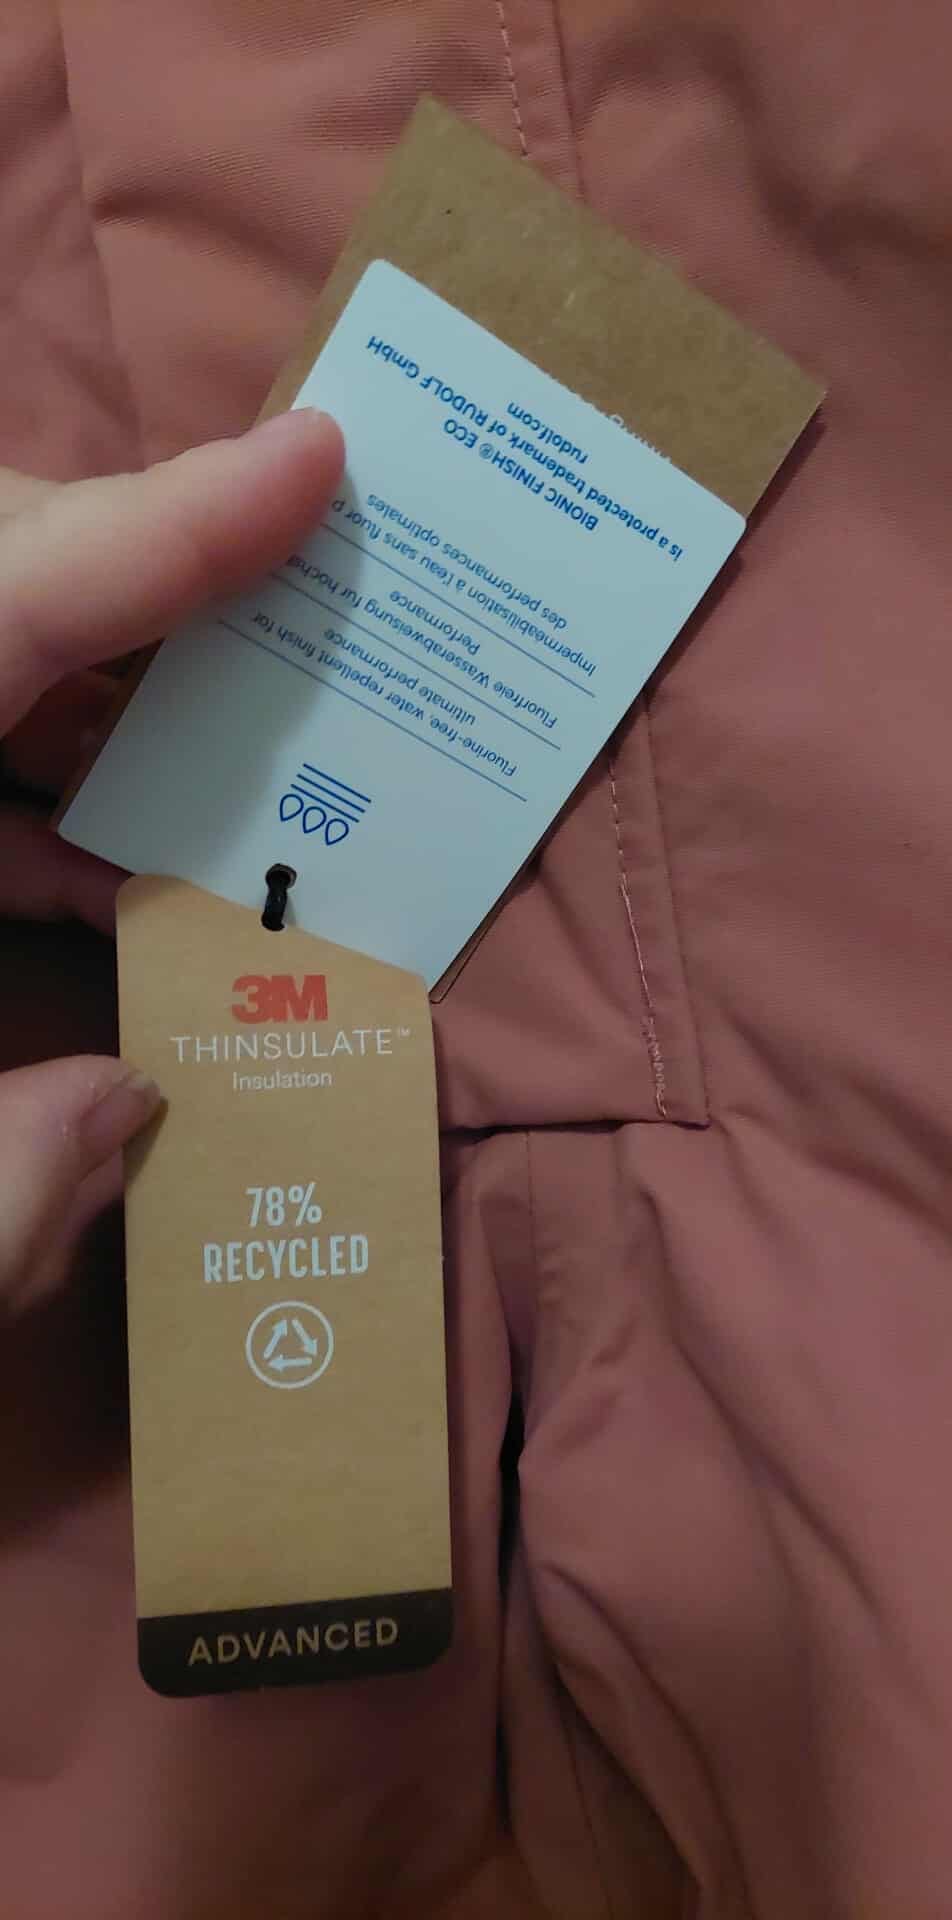 Fluorine-free, water repellent finish for
ultimate performance
Fluorfreie Wasserabweisung für
Performance
Imperméabilisation à l'eau sans fluor
des performances optimales
BIONIC FINISH® ECO
is a protected trademark of RUDOLF GmbH
rudolf.com
3M
THINSULATE™
Insulation
78%
RECYCLED
ADVANCED